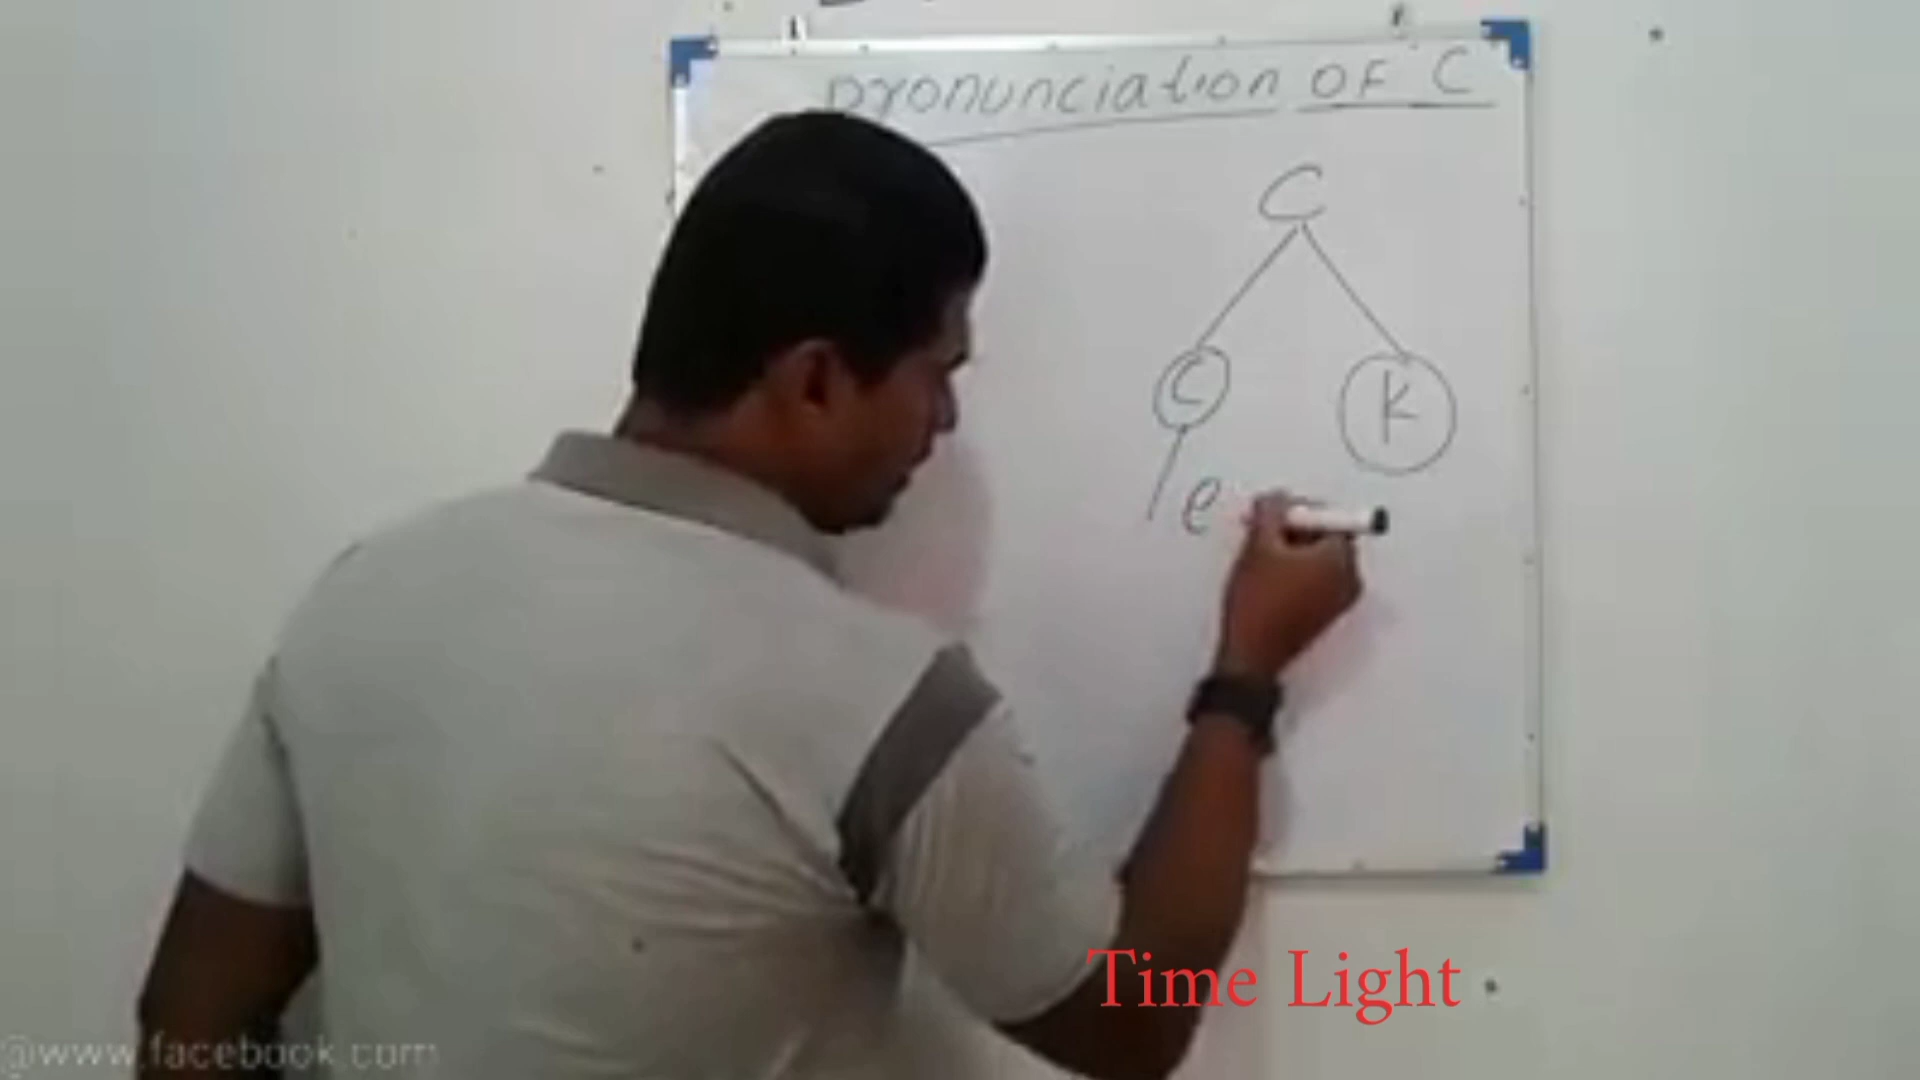 pronunciation OF C
C
C K
e
Time Light
@www.facebook.com